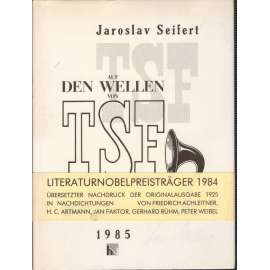 Jaroslav Seifert
AUF
DEN WELLEN
VON
TSF
TSF
LITERATURNOBELPREISTRÄGER 1984
ÜBERSETZTER NACHDRUCK DER ORIGINALAUSGABE 1925
IN NACHDICHTUNGEN VON FRIEDRICH ACHLEITNER,
H. C. ARTMANN, JAN FAKTOR, GERHARD RÜHM, PETER WEIBEL
1985